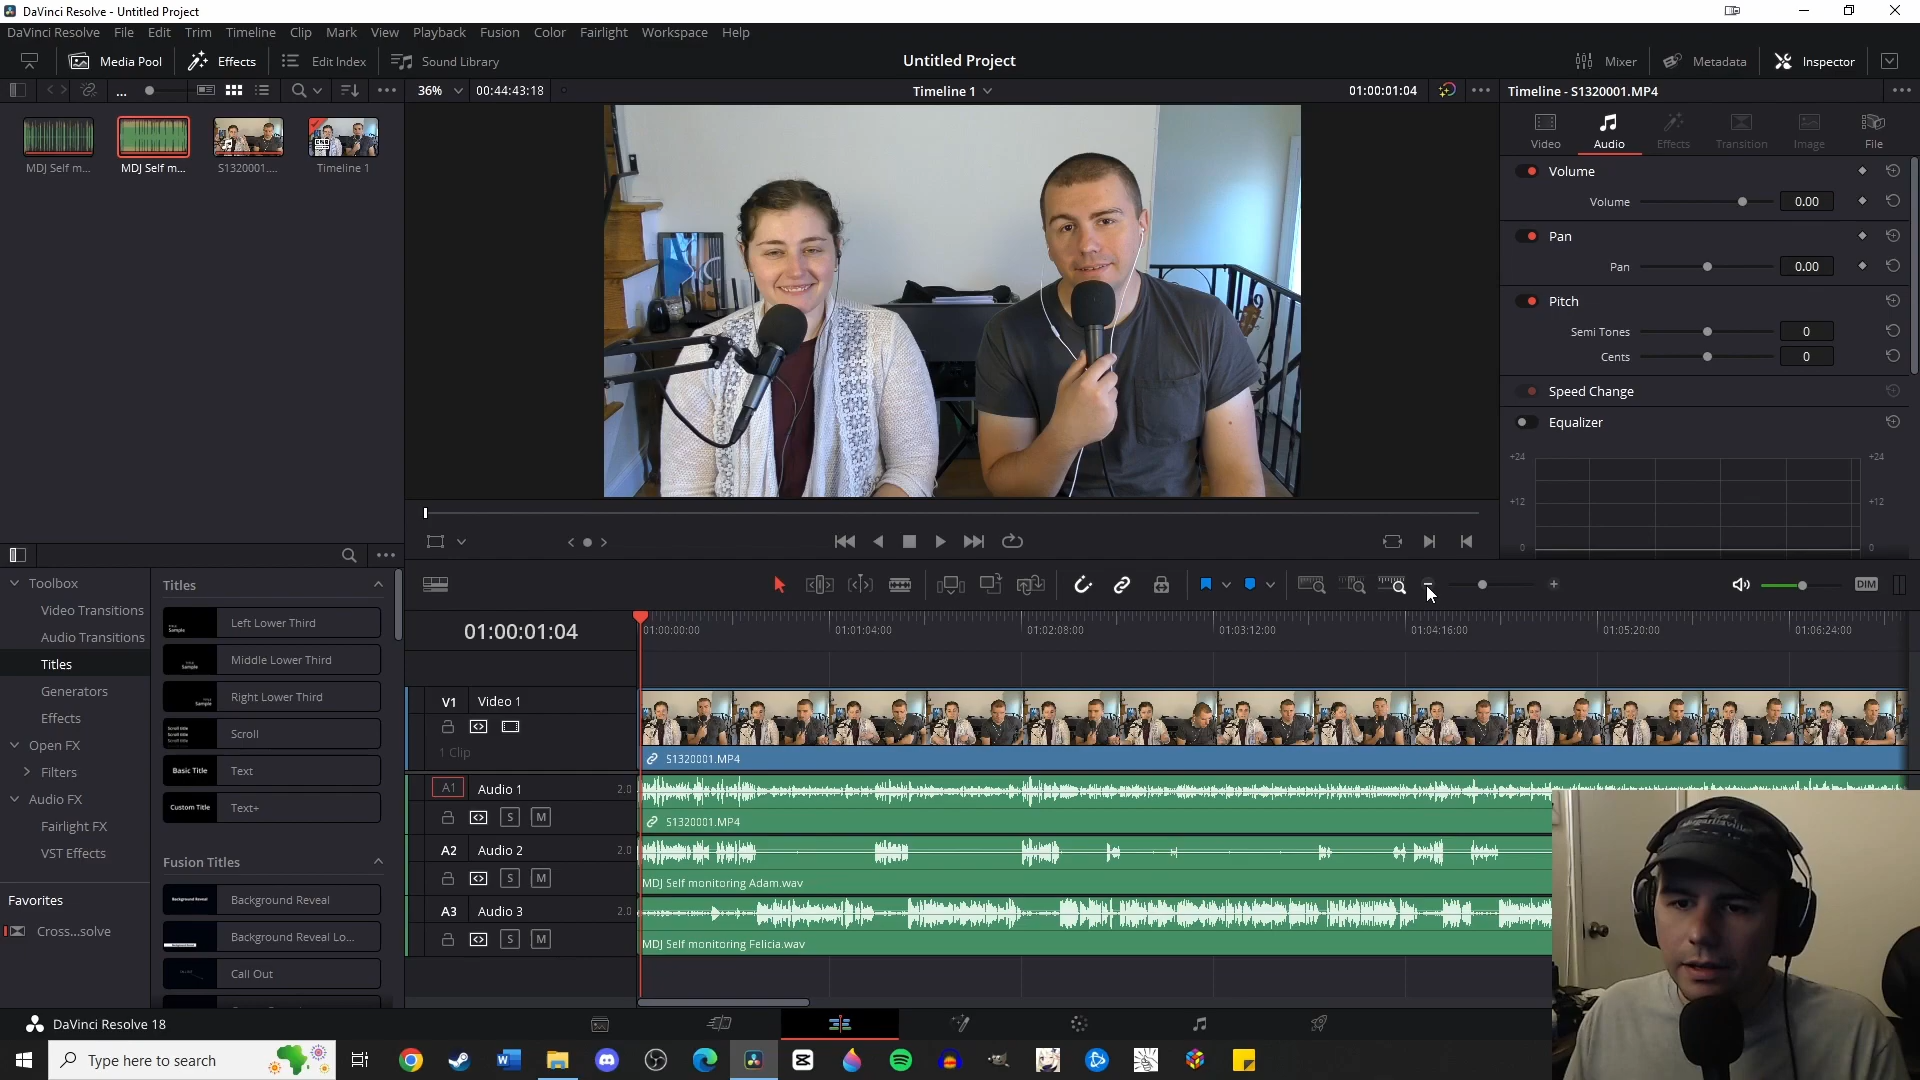 DaVinci Resolve - Untitled Project
DaVinci Resolve File Edit Trim Timeline Clip Mark View Playback Fusion Color Fairlight Workspace Help
Media Pool Effects Edit Index Sound Library Untitled Project Mixer Metadata Inspector
... 36% 00:44:43:18 Timeline 1 01:00:01:04 Timeline - S1320001.MP4
Video Audio Effects Transition Image File
MDJ Self m... MDJ Self m... S1320001.... Timeline 1
Volume
Volume 0.00
Pan
Pan 0.00
Pitch
Semi Tones 0
Cents 0
Speed Change
Equalizer
+24 +24
+12 +12
0 0
Toolbox
Video Transitions
Audio Transitions
Titles
Generators
Effects
Open FX
Filters
Audio FX
Fairlight FX
VST Effects
Favorites
Cross...solve
Titles
Sample Left Lower Third
Sample Middle Lower Third
Sample Right Lower Third
Scroll
Basic Title Text
Custom Title Text+
Fusion Titles
Background Reveal Background Reveal
Background Reveal Lo...
Call Out
DIM
01:00:01:04
01:00:00:00 01:01:04:00 01:02:08:00 01:03:12:00 01:04:16:00 01:05:20:00 01:06:24:00
V1 Video 1
1 Clip
S1320001.MP4
A1 Audio 1 2.0
S M
S1320001.MP4
A2 Audio 2 2.0
S M
MDJ Self monitoring Adam.wav
A3 Audio 3 2.0
S M
MDJ Self monitoring Felicia.wav
DaVinci Resolve 18
Type here to search